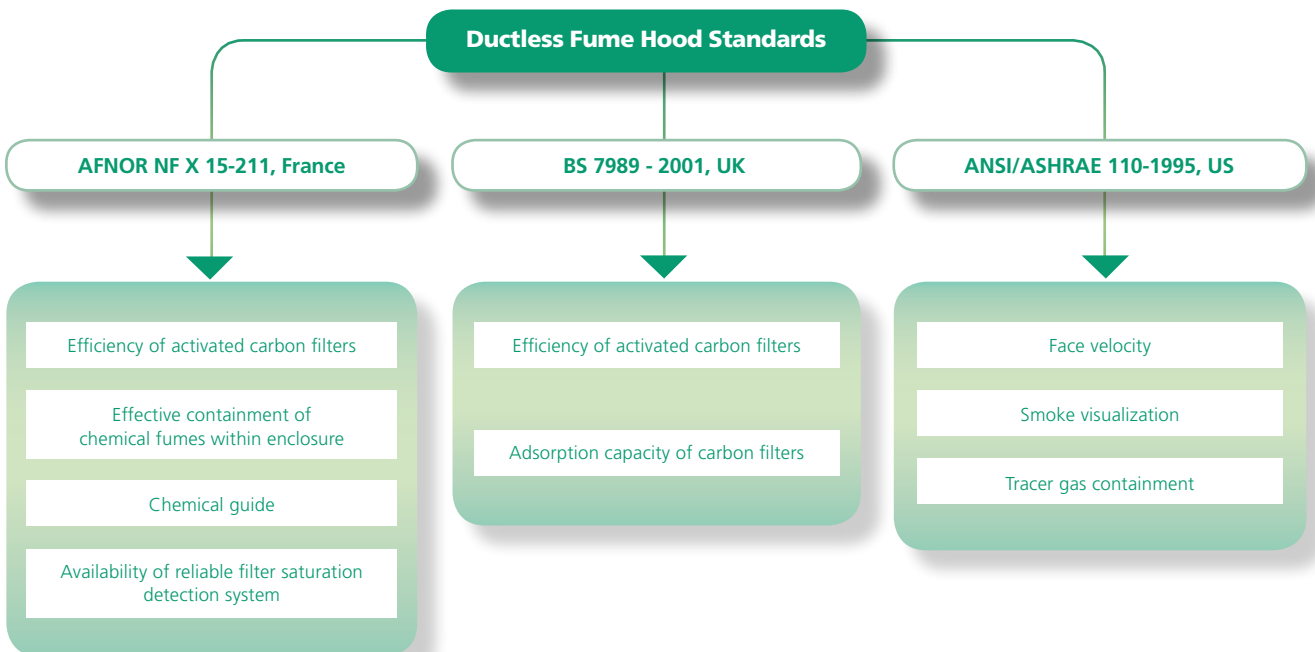 Ductless Fume Hood Standards
AFNOR NF X 15-211, France
BS 7989 - 2001, UK
ANSI/ASHRAE 110-1995, US
Efficiency of activated carbon filters
Effective containment of
chemical fumes within enclosure
Chemical guide
Availability of reliable filter saturation
detection system
Efficiency of activated carbon filters
Adsorption capacity of carbon filters
Face velocity
Smoke visualization
Tracer gas containment